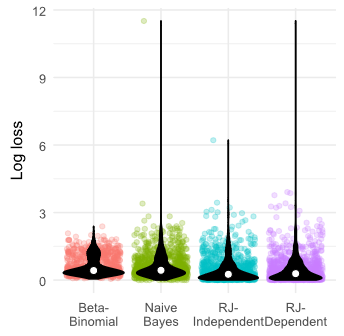 12
9
6
3
0
Log loss
Beta-
Binomial
Naive
Bayes
RJ-
Independent
RJ-
Dependent